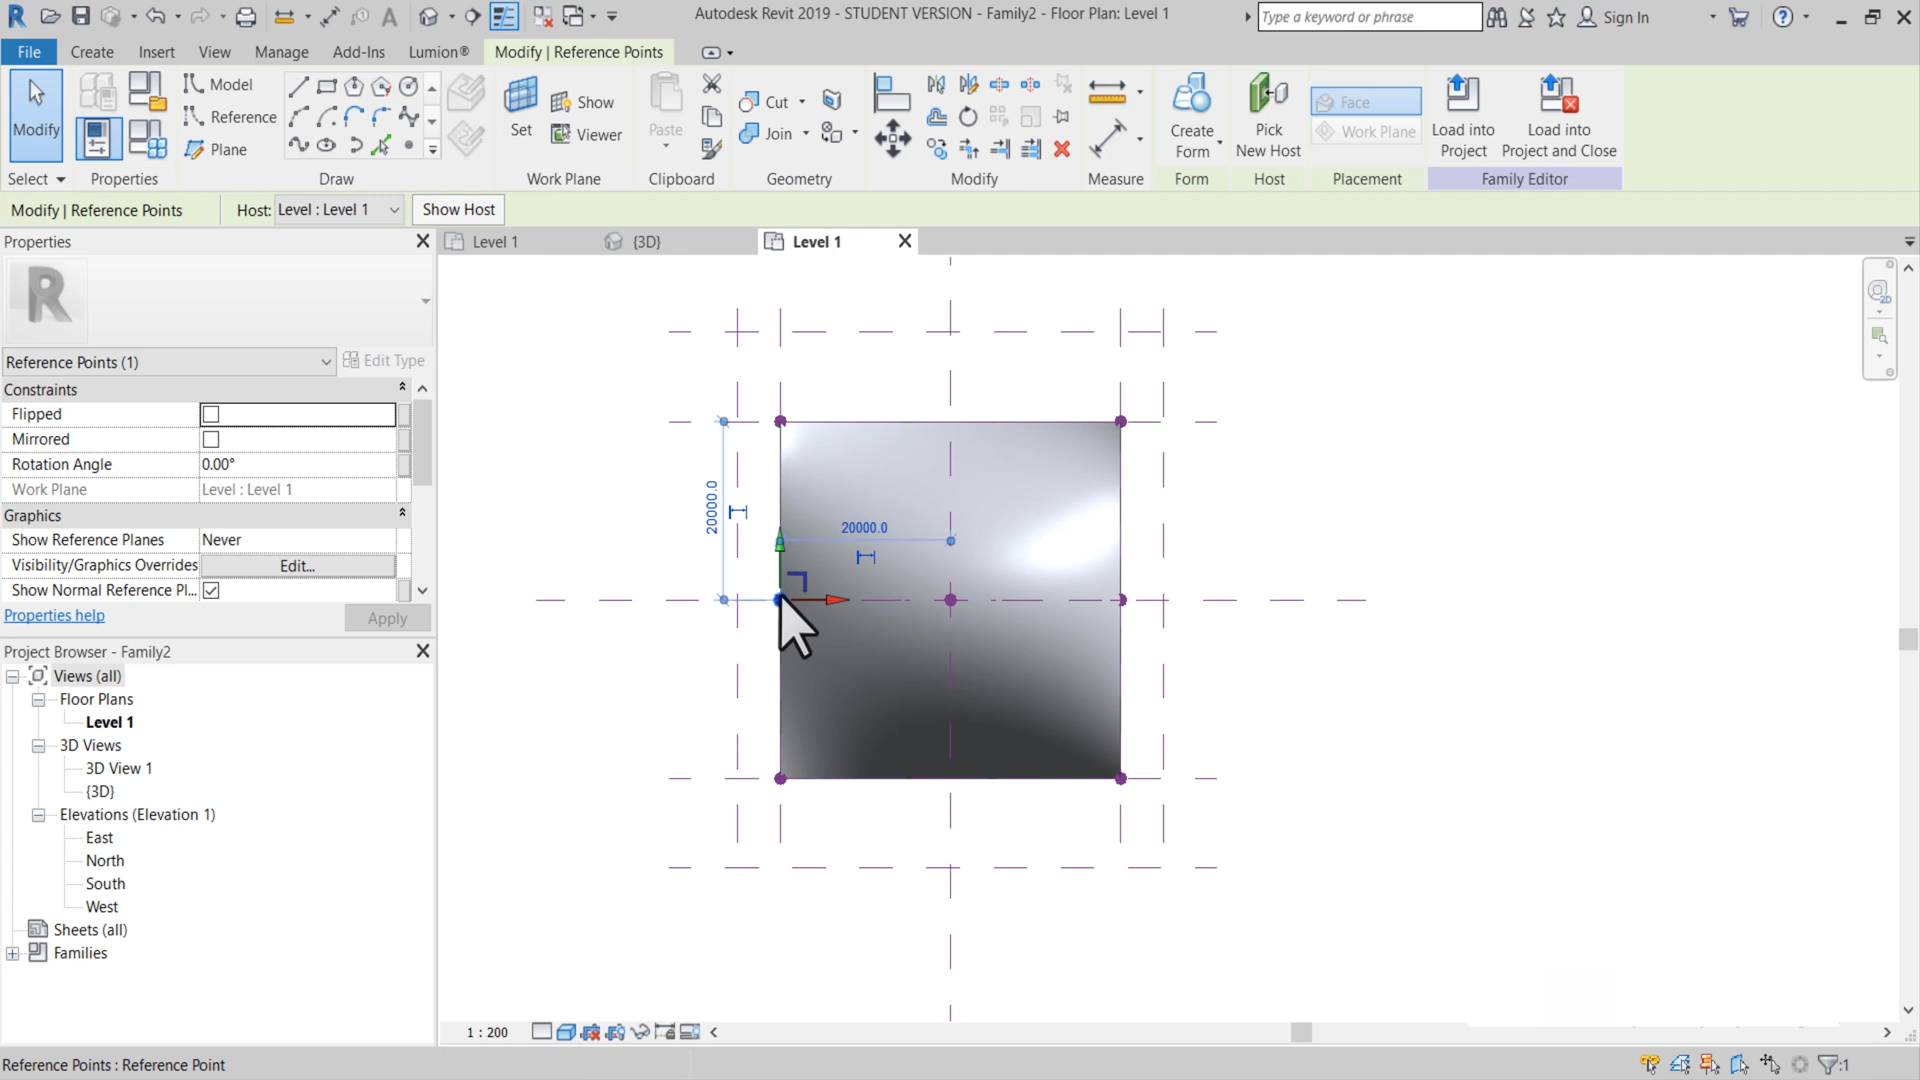 Autodesk Revit 2019 - STUDENT VERSION - Family2 - Floor Plan: Level 1
Type a keyword or phrase
Sign In
File Create Insert View Manage Add-Ins Lumion® Modify | Reference Points
Modify
Select
Properties
Model
Reference
Plane
Draw
Set
Show
Viewer
Work Plane
Paste
Clipboard
Cut
Join
Geometry
Modify
Measure
Create
Form
Form
Pick
New Host
Host
Face
Work Plane
Placement
Load into
Project
Load into
Project and Close
Family Editor
Modify | Reference Points
Host: Level : Level 1
Show Host
Properties
Level 1
{3D}
Level 1
R
Reference Points (1)
Edit Type
Constraints
Flipped
Mirrored
Rotation Angle 0.00°
Work Plane Level : Level 1
Graphics
Show Reference Planes Never
Visibility/Graphics Overrides Edit...
Show Normal Reference Pl...
Properties help
Apply
Project Browser - Family2
Views (all)
Floor Plans
Level 1
3D Views
3D View 1
{3D}
Elevations (Elevation 1)
East
North
South
West
Sheets (all)
Families
20000.0
20000.0
2D
1 : 200
Reference Points : Reference Point
:1